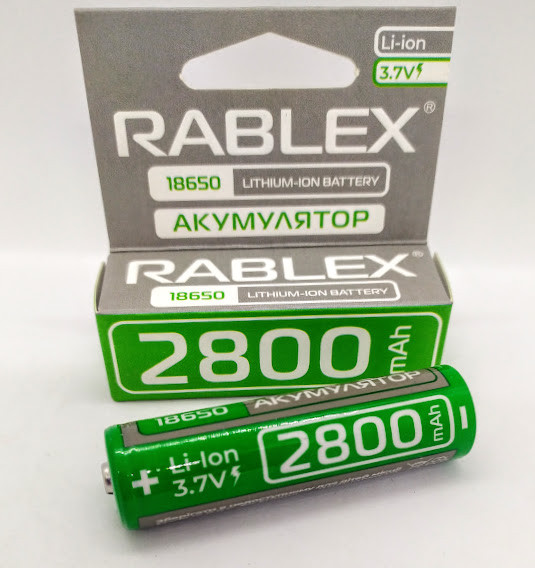 Li-ion
3.7V
RABLEX®
18650 LITHIUM-ION BATTERY
АКУМУЛЯТОР
RABLEX®
18650 LITHIUM-ION BATTERY
2800 mAh
18650 АКУМУЛЯТОР
+ Li-Ion 2800 mAh -
3.7V